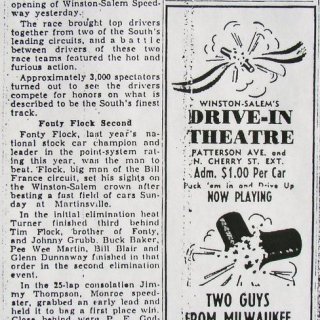 opening of Winston-Salem Speed-
way yesterday.
The race brought top drivers
together from two of the South's
leading circuits, and a battle
between drivers of these two
race teams featured the hot and
furious action.
Approximately 3,000 spectators
turned out to see the drivers
compete for honors on what is
described to be the South's finest
track.
Fonty Flock Second
Fonty Flock, last year's na-
tional stock car champion and
leader in the point-system rat-
ing this year, was the man to
beat. Flock, big man of the Bill
France circuit, set his sights on
the Winston-Salem crown after
besting a fast field of cars Sun-
day at Martinsville.
In the initial elimination heat
Turner finished third behind
Tim Flock, brother of Fonty,
and Johnny Grubb. Buck Baker,
Pee Wee Martin, Bill Blair and
Glenn Dunnaway finished in that
order in the second elimination
event.
In the 25-lap consolation
Jimmy Thompson, Monroe speed-
ster, grabbed an early lead and
held it to bag a first place win.
Close behind were P. E. God-
WINSTON-SALEM'S
DRIVE-IN
THEATRE
PATTERSON AVE. and
N. CHERRY ST. EXT.
Adm. $1.00 Per Car
Pack 'em in and Drive Up
NOW PLAYING
TWO GUYS
FROM MILWAUKEE